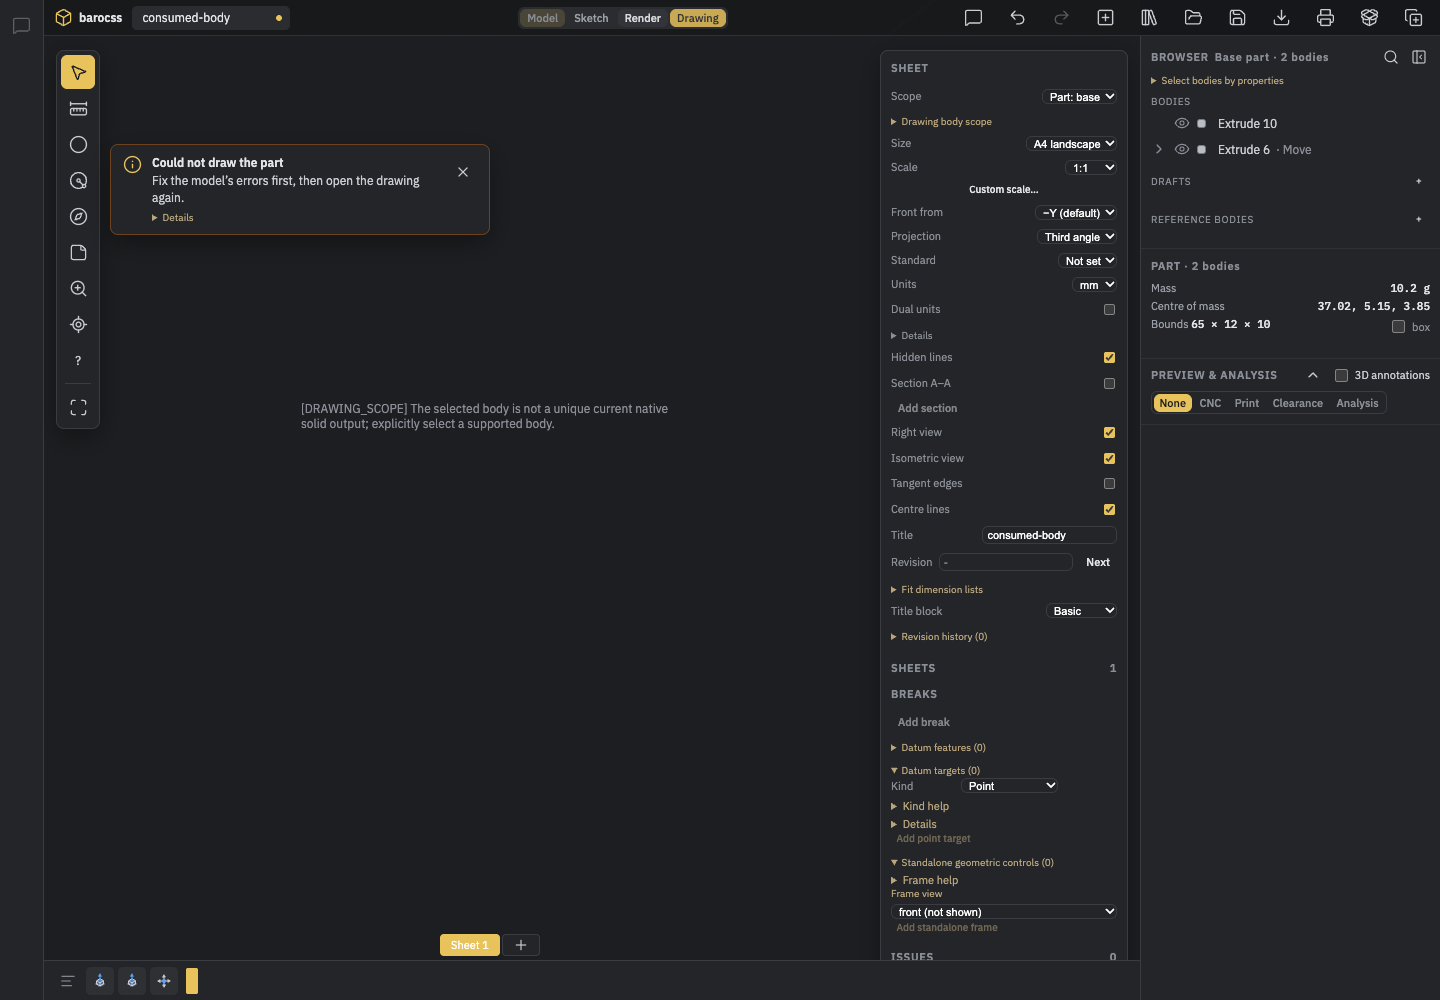 barocss
consumed-body
Model Sketch Render Drawing
Could not draw the part
Fix the model's errors first, then open the drawing
again.
Details
?
[DRAWING_SCOPE] The selected body is not a unique current native
solid output; explicitly select a supported body.
Sheet 1
SHEET
Scope Part: base
Drawing body scope
Size A4 landscape
Scale 1:1
Custom scale...
Front from −Y (default)
Projection Third angle
Standard Not set
Units mm
Dual units
Details
Hidden lines
Section A–A
Add section
Right view
Isometric view
Tangent edges
Centre lines
Title consumed-body
Revision - Next
Fit dimension lists
Title block Basic
Revision history (0)
SHEETS 1
BREAKS
Add break
Datum features (0)
Datum targets (0)
Kind Point
Kind help
Details
Add point target
Standalone geometric controls (0)
Frame help
Frame view
front (not shown)
Add standalone frame
ISSUES 0
BROWSER Base part · 2 bodies
Select bodies by properties
BODIES
Extrude 10
Extrude 6 · Move
DRAFTS +
REFERENCE BODIES +
PART · 2 bodies
Mass 10.2 g
Centre of mass 37.02, 5.15, 3.85
Bounds 65 × 12 × 10 box
PREVIEW & ANALYSIS 3D annotations
None CNC Print Clearance Analysis